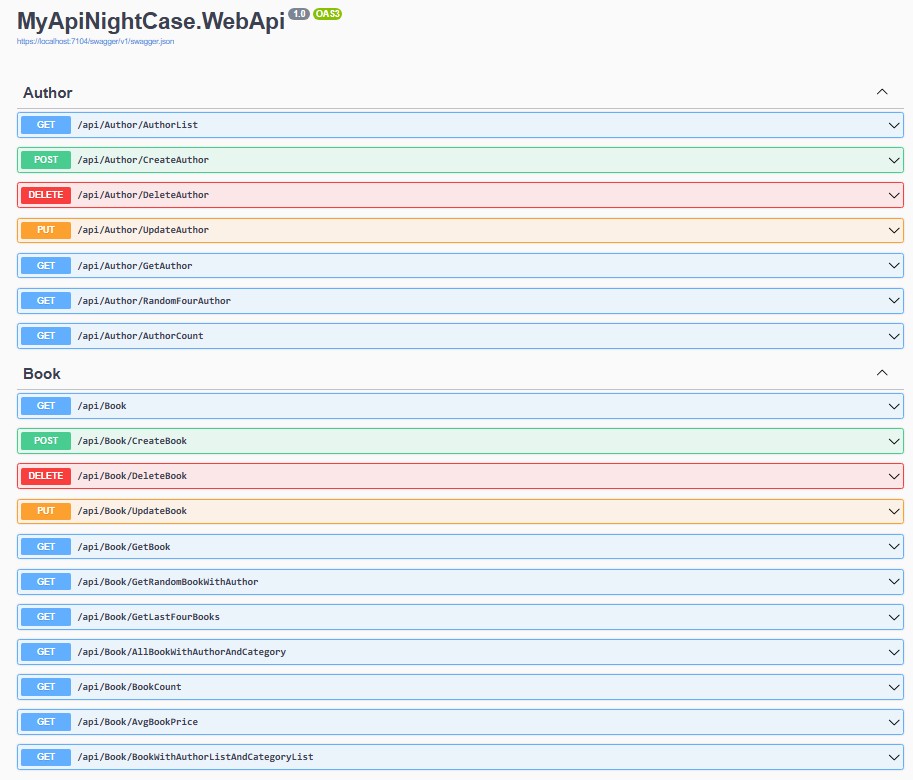 MyApiNightCase.WebApi 1.0 OAS3
https://localhost:7104/swagger/v1/swagger.json
Author
GET /api/Author/AuthorList
POST /api/Author/CreateAuthor
DELETE /api/Author/DeleteAuthor
PUT /api/Author/UpdateAuthor
GET /api/Author/GetAuthor
GET /api/Author/RandomFourAuthor
GET /api/Author/AuthorCount
Book
GET /api/Book
POST /api/Book/CreateBook
DELETE /api/Book/DeleteBook
PUT /api/Book/UpdateBook
GET /api/Book/GetBook
GET /api/Book/GetRandomBookWithAuthor
GET /api/Book/GetLastFourBooks
GET /api/Book/AllBookWithAuthorAndCategory
GET /api/Book/BookCount
GET /api/Book/AvgBookPrice
GET /api/Book/BookWithAuthorListAndCategoryList